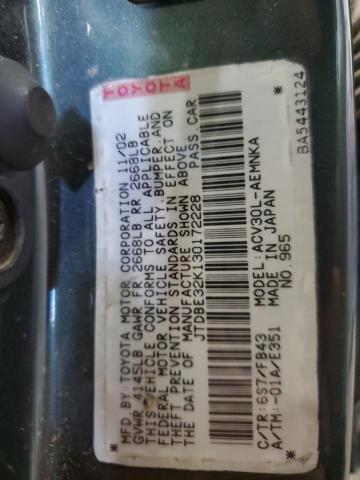 TOYOTA
MFD. BY: TOYOTA MOTOR CORPORATION 11/02
GVWR 4145LB GAWR FR 2668LB RR 2668LB
THIS VEHICLE CONFORMS TO ALL APPLICABLE
FEDERAL MOTOR VEHICLE SAFETY, BUMPER, AND
THEFT PREVENTION STANDARDS IN EFFECT ON
THE DATE OF MANUFACTURE SHOWN ABOVE.
JTDBE32K130172228 PASS. CAR
*
*
C/TR: 6S7/FB43 MODEL: ACV30L-AEMNKA
A/TM: -01A/E351 MADE IN JAPAN
NO. 965
BA5443124